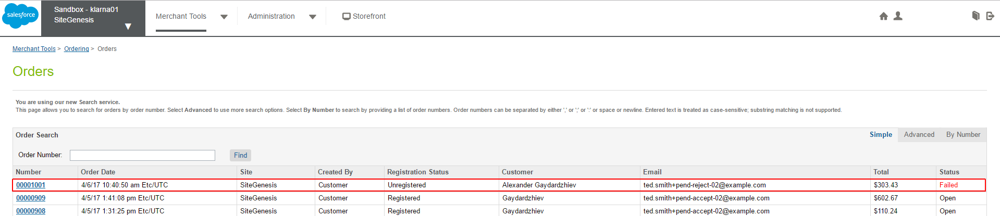 salesforce
Sandbox - klarna01
SiteGenesis
Merchant Tools
Administration
Storefront
Merchant Tools > Ordering > Orders
Orders
You are using our new Search service.
This page allows you to search for orders by order number. Select Advanced to use more search options. Select By Number to search by providing a list of order numbers. Order numbers can be separated by either ',' or ';' or ':' or space or newline. Entered text is treated as case-sensitive; substring matching is not supported.
Order Search Simple Advanced By Number
Order Number: Find
Number Order Date Site Created By Registration Status Customer Email Total Status
00001001 4/6/17 10:40:50 am Etc/UTC SiteGenesis Customer Unregistered Alexander Gaydardzhiev ted.smith+pend-reject-02@example.com $303.43 Failed
00000909 4/5/17 1:41:08 pm Etc/UTC SiteGenesis Customer Registered Gaydardzhiev ted.smith+pend-accept-02@example.com $602.67 Open
00000908 4/5/17 1:31:25 pm Etc/UTC SiteGenesis Customer Registered Gaydardzhiev ted.smith+pend-accept-02@example.com $110.24 Open